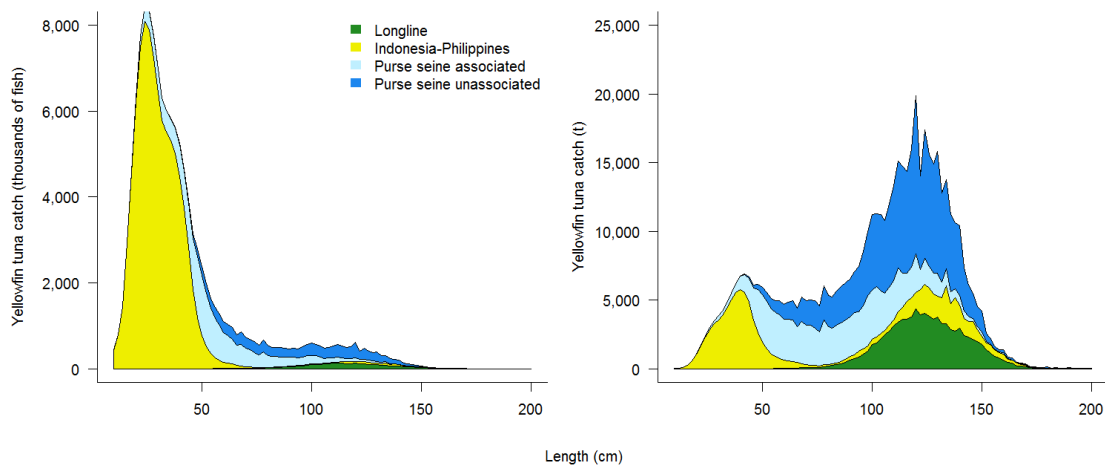 Yellowfin tuna catch (thousands of fish)
8,000
6,000
4,000
2,000
0
50
100
150
200
Longline
Indonesia-Philippines
Purse seine associated
Purse seine unassociated
Yellowfin tuna catch (t)
25,000
20,000
15,000
10,000
5,000
0
50
100
150
200
Length (cm)